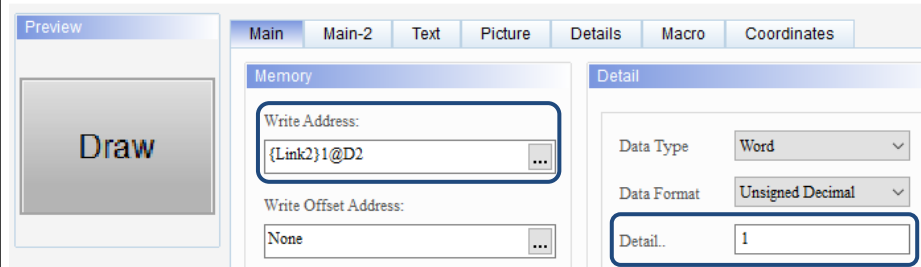 Preview
Draw
Main Main-2 Text Picture Details Macro Coordinates
Memory
Write Address:
{Link2}1@D2 ...
Write Offset Address:
None ...
Detail
Data Type Word
Data Format Unsigned Decimal
Detail.. 1